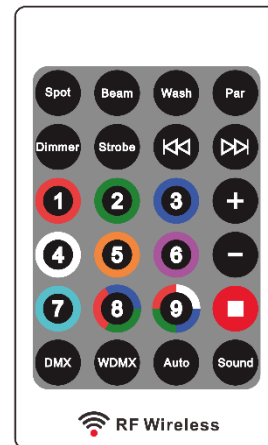 Spot Beam Wash Par
Dimmer Strobe
1 2 3 +
4 5 6 -
7 8 9
DMX WDMX Auto Sound
RF Wireless